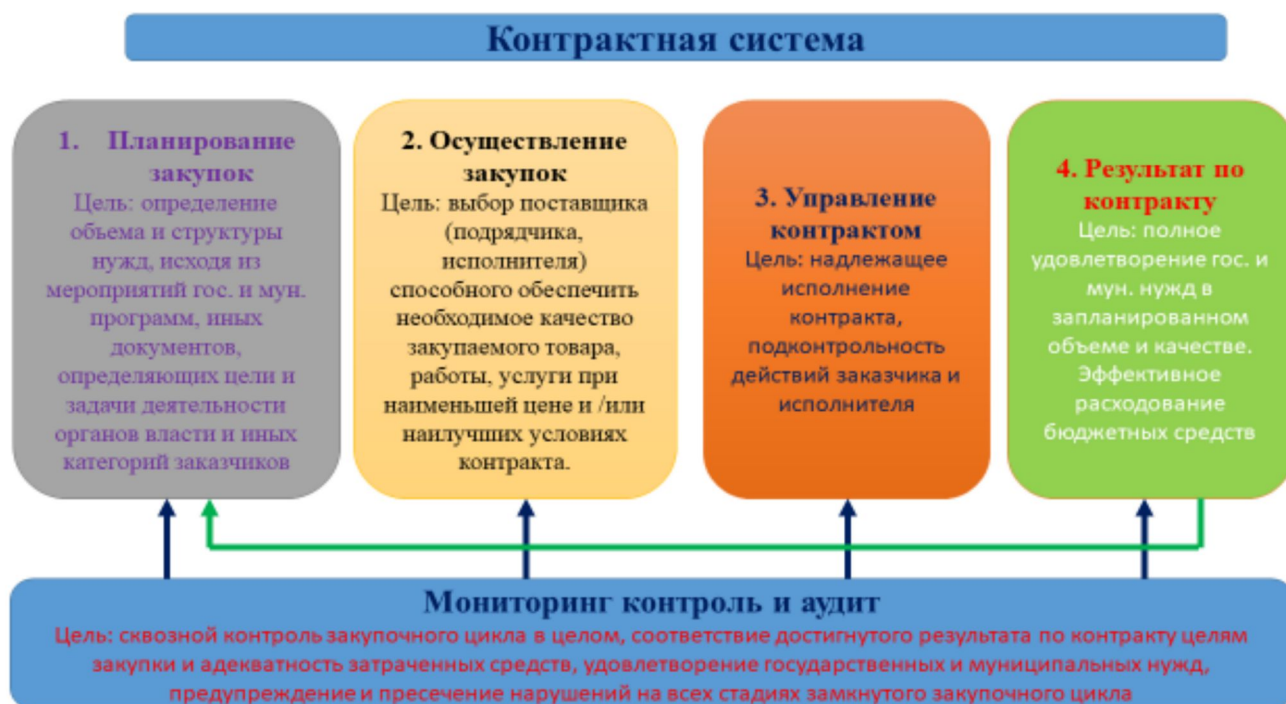 Контрактная система
1. Планирование
закупок
Цель: определение
объема и структуры
нужд, исходя из
мероприятий гос. и мун.
программ, иных
документов,
определяющих цели и
задачи деятельности
органов власти и иных
категорий заказчиков
2. Осуществление
закупок
Цель: выбор поставщика
(подрядчика,
исполнителя)
способного обеспечить
необходимое качество
закупаемого товара,
работы, услуги при
наименьшей цене и /или
наилучших условиях
контракта.
3. Управление
контрактом
Цель: надлежащее
исполнение
контракта,
подконтрольность
действий заказчика и
исполнителя
4. Результат по
контракту
Цель: полное
удовлетворение гос. и
мун. нужд в
запланированном
объеме и качестве.
Эффективное
расходование
бюджетных средств
Мониторинг контроль и аудит
Цель: сквозной контроль закупочного цикла в целом, соответствие достигнутого результата по контракту целям
закупки и адекватность затраченных средств, удовлетворение государственных и муниципальных нужд,
предупреждение и пресечение нарушений на всех стадиях замкнутого закупочного цикла